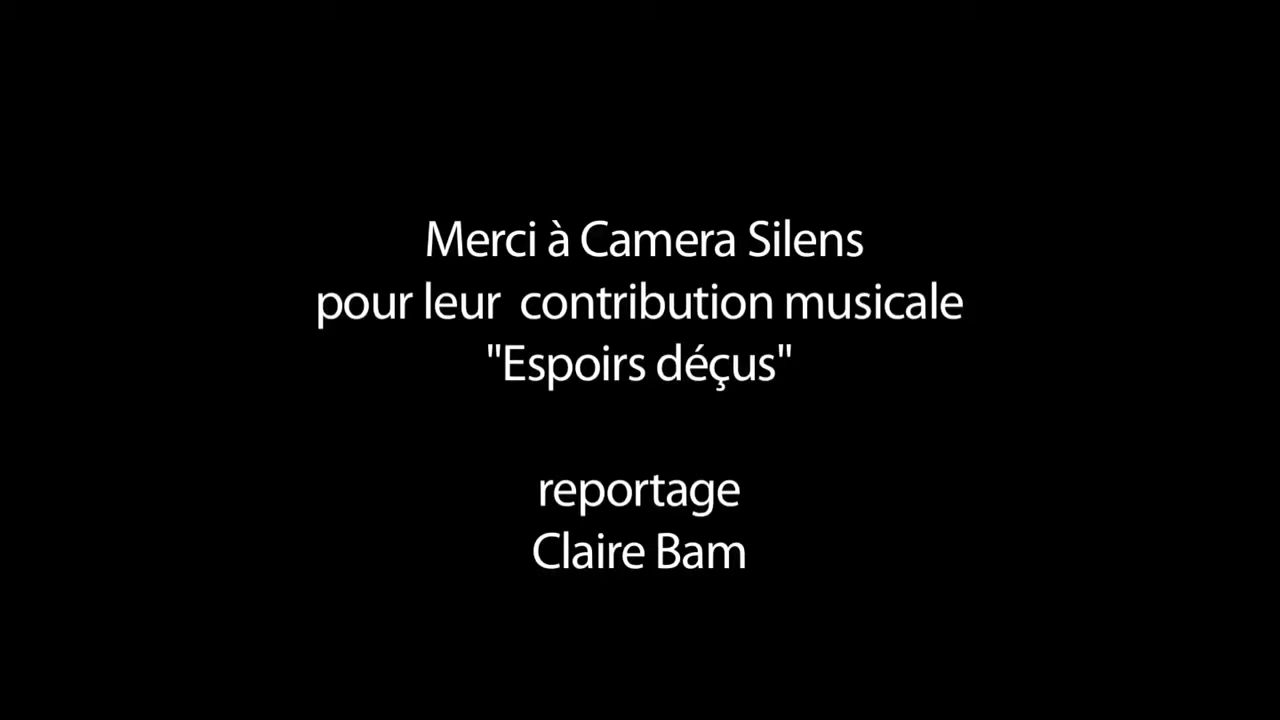 Merci à Camera Silens
pour leur  contribution musicale
"Espoirs déçus"
reportage
Claire Bam